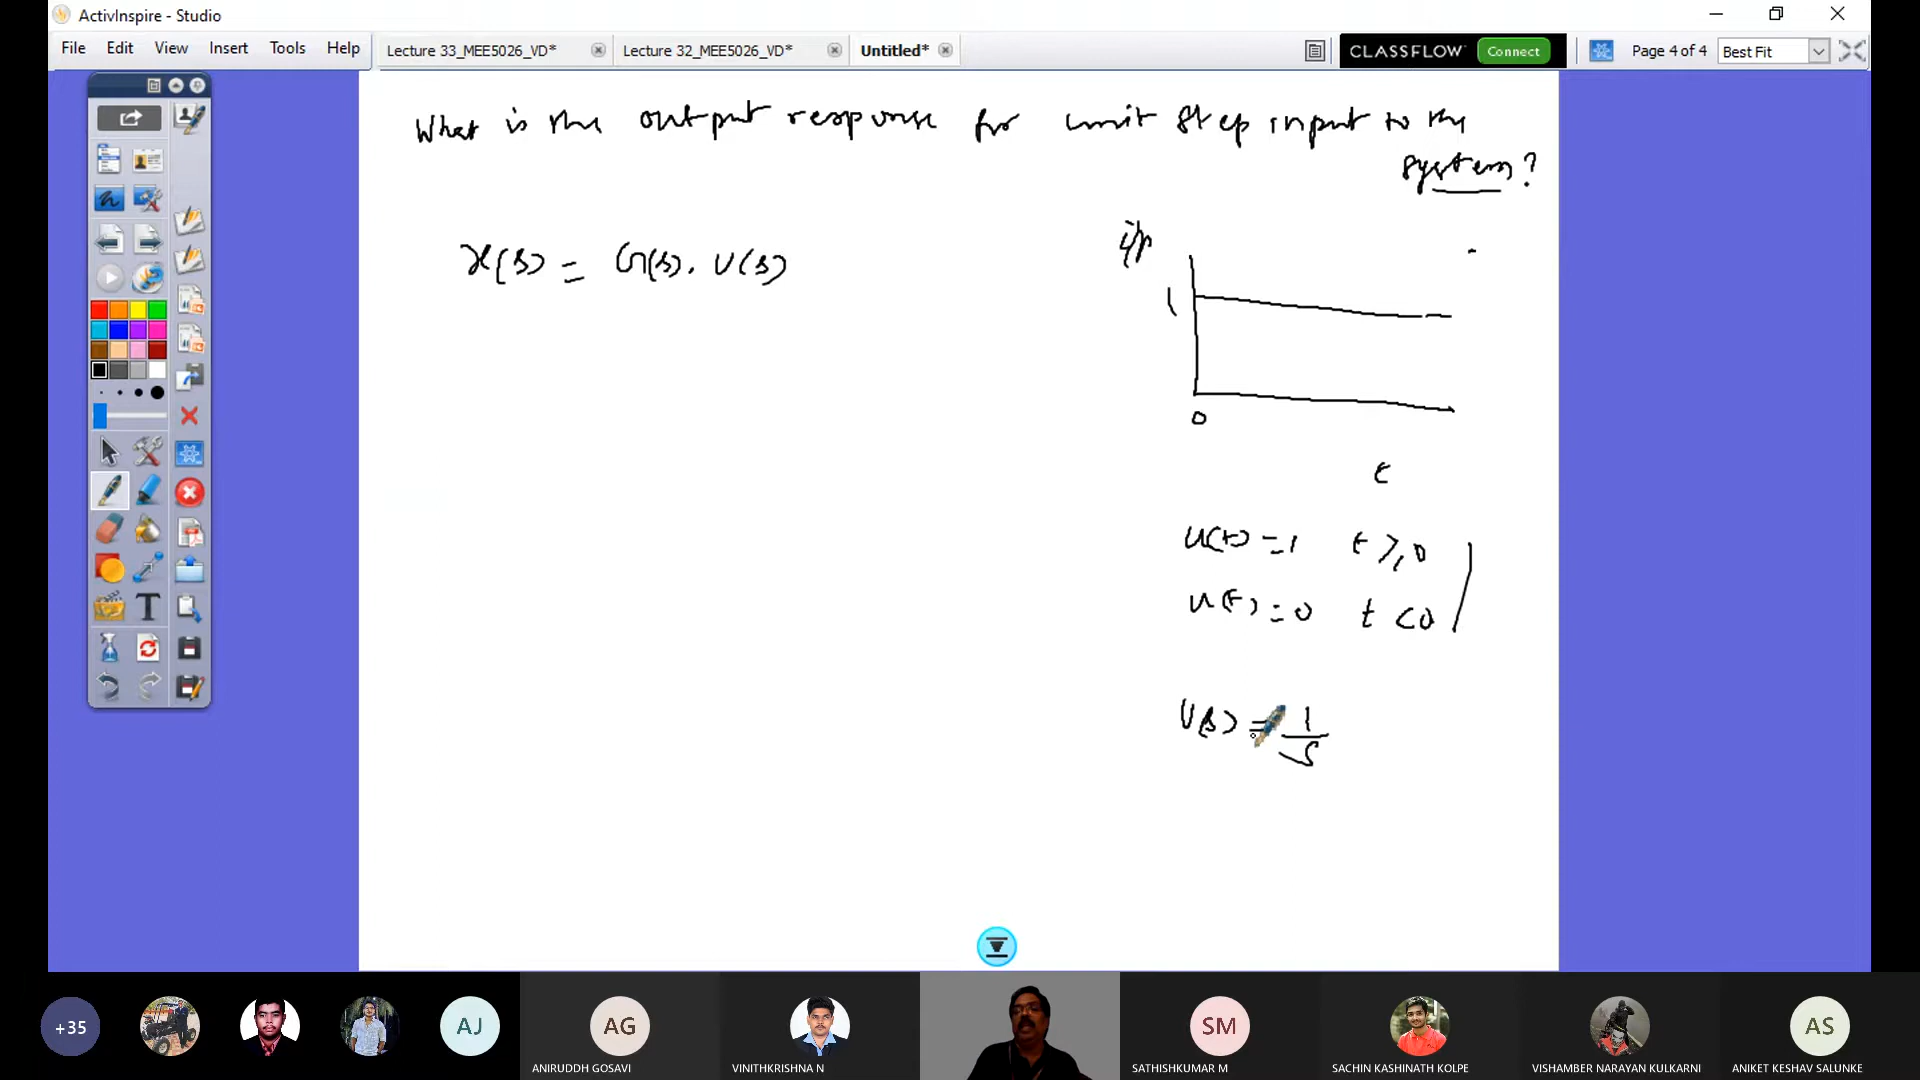 ActivInspire - Studio
File Edit View Insert Tools Help
Lecture 33_MEE5026_VD* Lecture 32_MEE5026_VD* Untitled*
CLASSFLOW Connect
Page 4 of 4 Best Fit
What is the output response for unit step input to the
system?
x(s) = G(s). U(s)
i/p
1
0
t
u(t) = 1 t ≥ 0
u(t) = 0 t < 0
U(s) = 1/s
T
+35 AJ AG SM AS
ANIRUDDH GOSAVI VINITHKRISHNA N SATHISHKUMAR M SACHIN KASHINATH KOLPE VISHAMBER NARAYAN KULKARNI ANIKET KESHAV SALUNKE